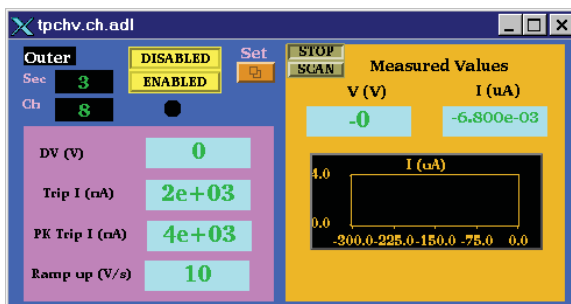 tpchv.ch.adl
Outer
Sec 3
Ch 8
DISABLED
ENABLED
Set
DV (V) 0
Trip I (nA) 2e+03
PK Trip I (nA) 4e+03
Ramp up (V/s) 10
STOP
SCAN
Measured Values
V (V) I (uA)
-0 -6.800e-03
I (uA)
4.0
0.0
-300.0-225.0-150.0 -75.0 0.0